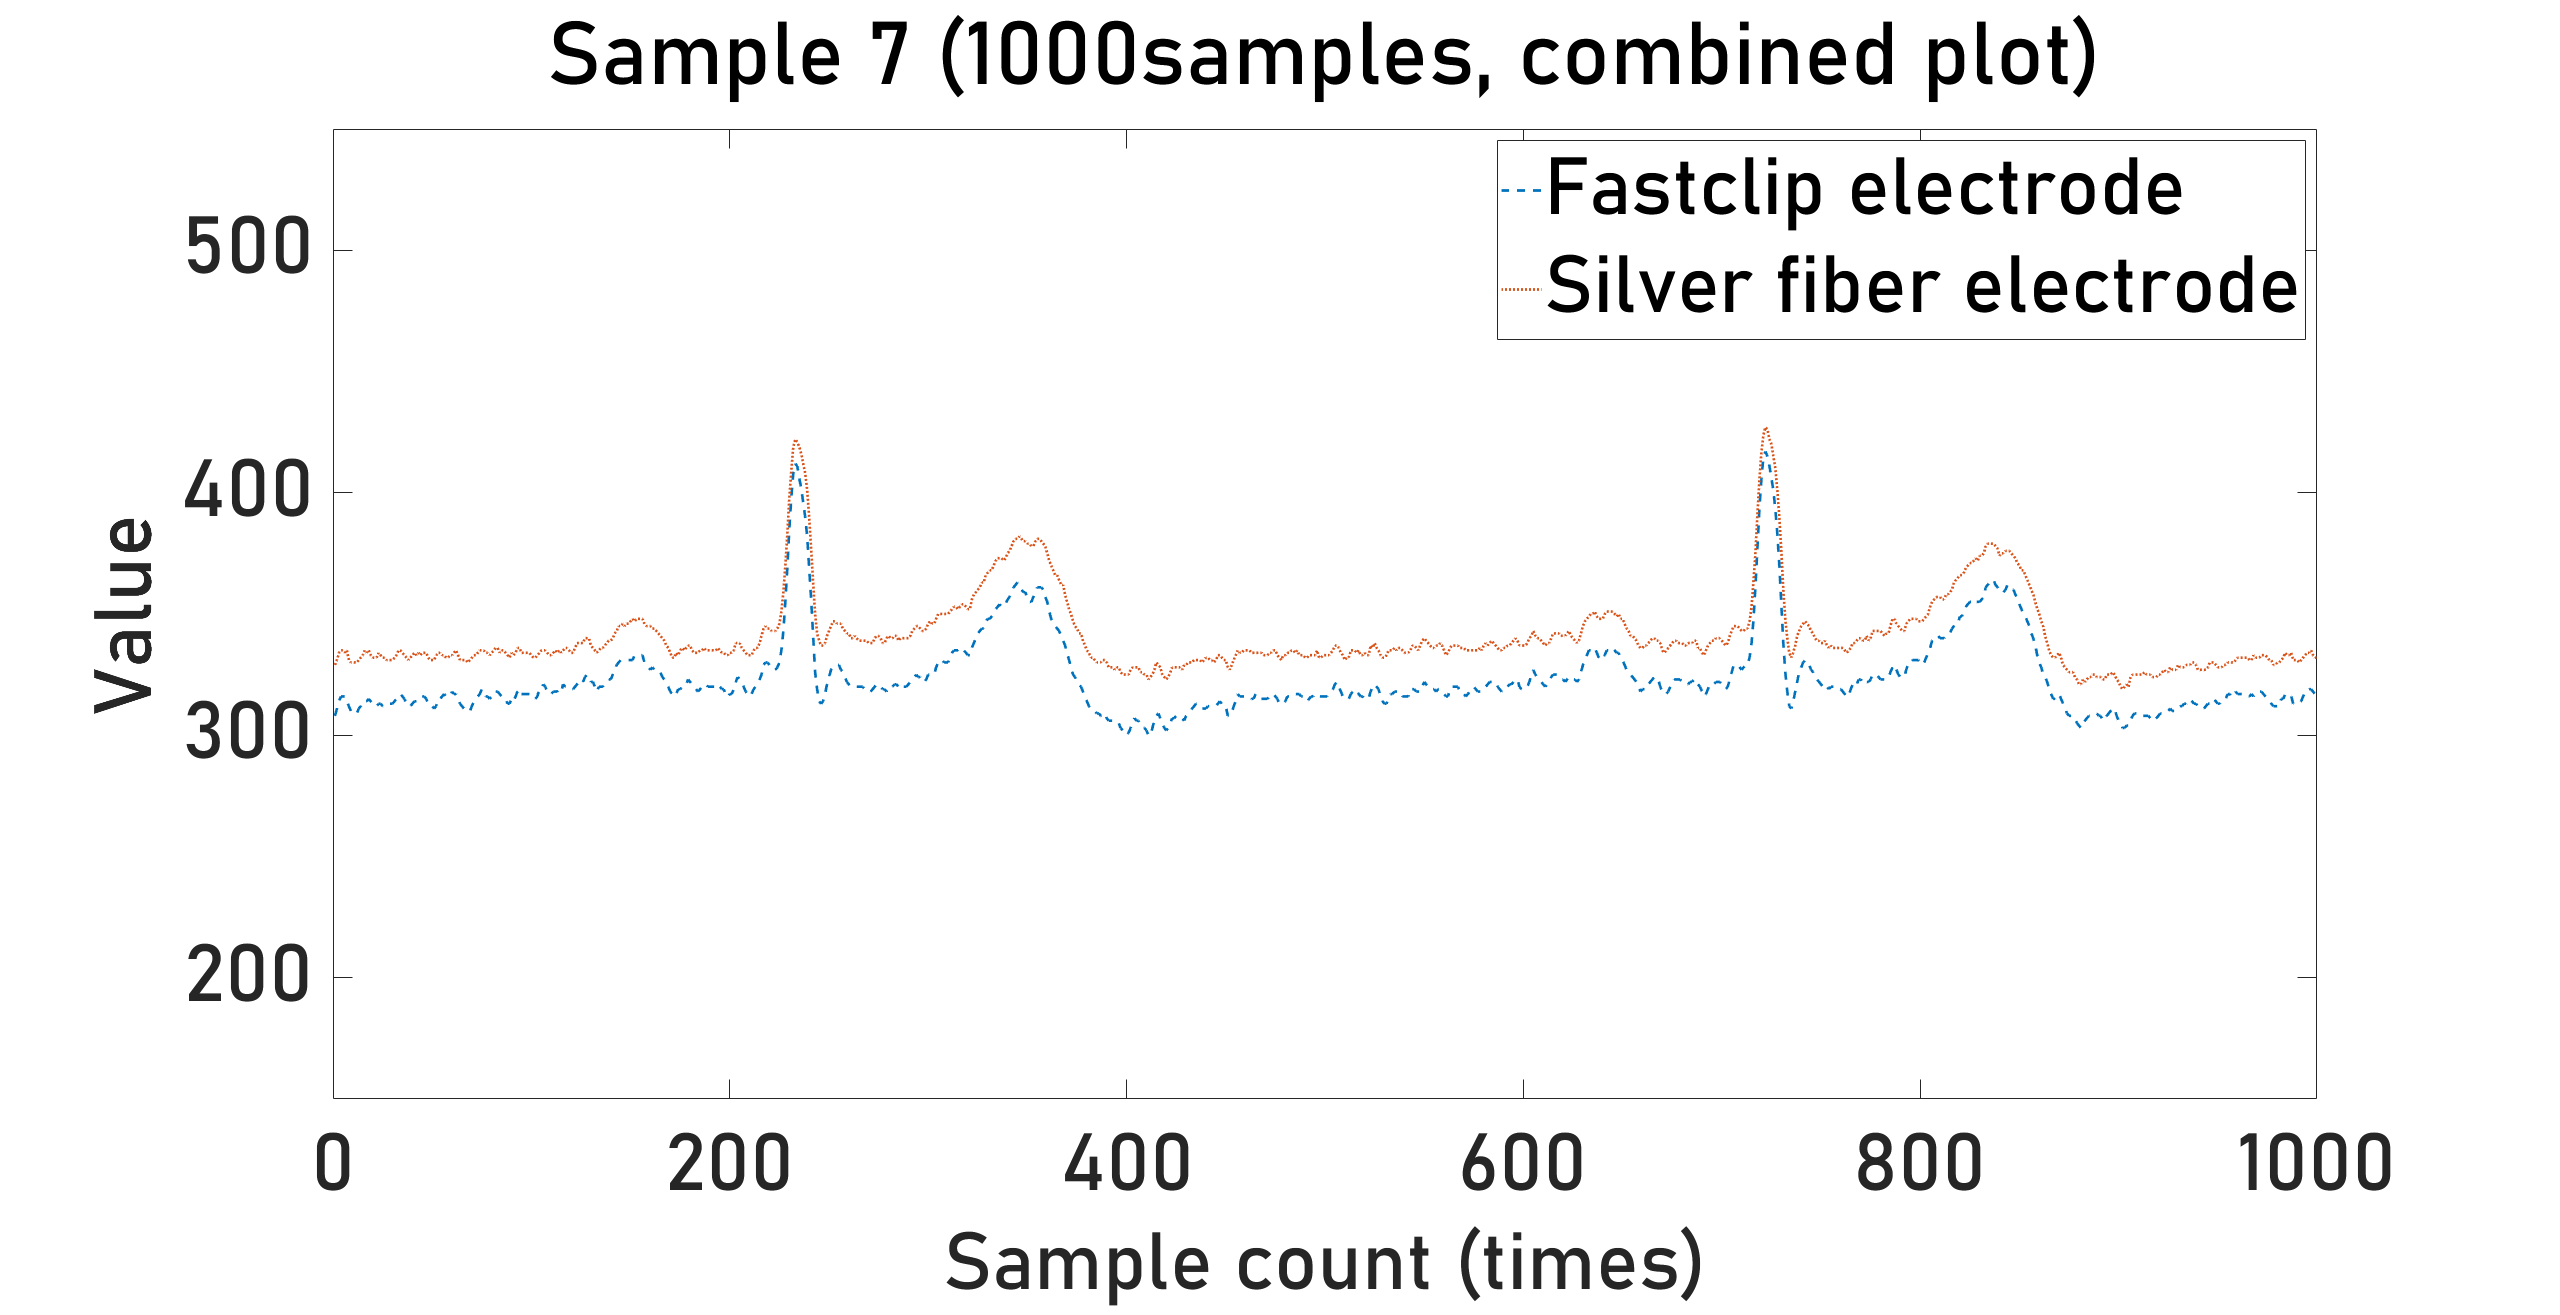 Sample 7 (1000samples, combined plot)
Fastclip electrode
Silver fiber electrode
500
400
300
200
Value
0 200 400 600 800 1000
Sample count (times)